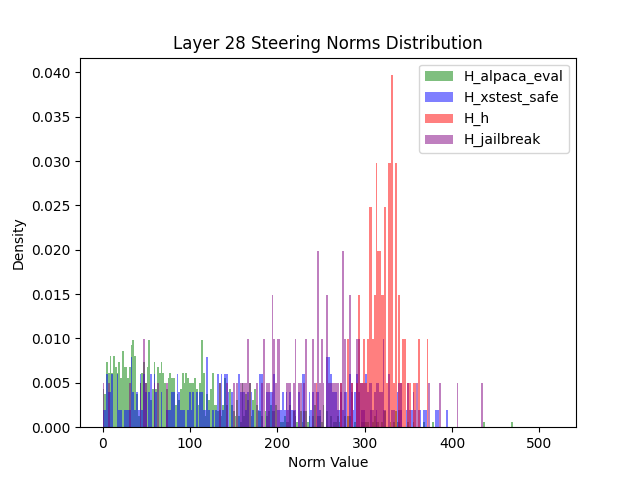 Layer 28 Steering Norms Distribution
H_alpaca_eval
H_xstest_safe
H_h
H_jailbreak
0.040
0.035
0.030
0.025
0.020
0.015
0.010
0.005
0.000
Density
0 100 200 300 400 500
Norm Value